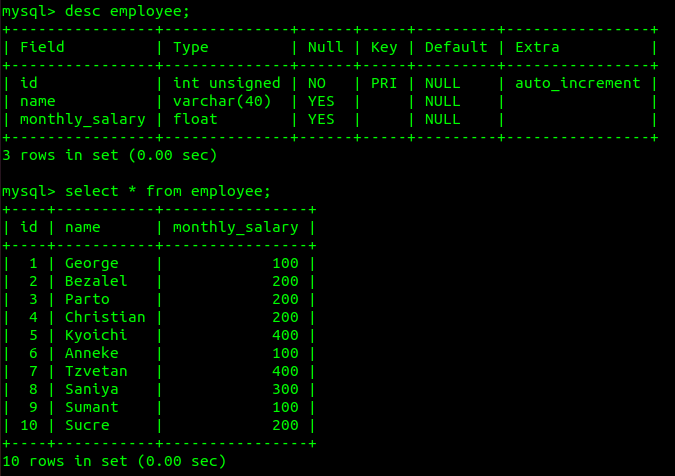 mysql> desc employee;
+----------------+--------------+------+-----+---------+----------------+
| Field          | Type         | Null | Key | Default | Extra          |
+----------------+--------------+------+-----+---------+----------------+
| id             | int unsigned | NO   | PRI | NULL    | auto_increment |
| name           | varchar(40)  | YES  |     | NULL    |                |
| monthly_salary | float        | YES  |     | NULL    |                |
+----------------+--------------+------+-----+---------+----------------+
3 rows in set (0.00 sec)

mysql> select * from employee;
+----+-----------+----------------+
| id | name      | monthly_salary |
+----+-----------+----------------+
|  1 | George    |            100 |
|  2 | Bezalel   |            200 |
|  3 | Parto     |            200 |
|  4 | Christian |            200 |
|  5 | Kyoichi   |            400 |
|  6 | Anneke    |            100 |
|  7 | Tzvetan   |            400 |
|  8 | Saniya    |            300 |
|  9 | Sumant    |            100 |
| 10 | Sucre     |            200 |
+----+-----------+----------------+
10 rows in set (0.00 sec)